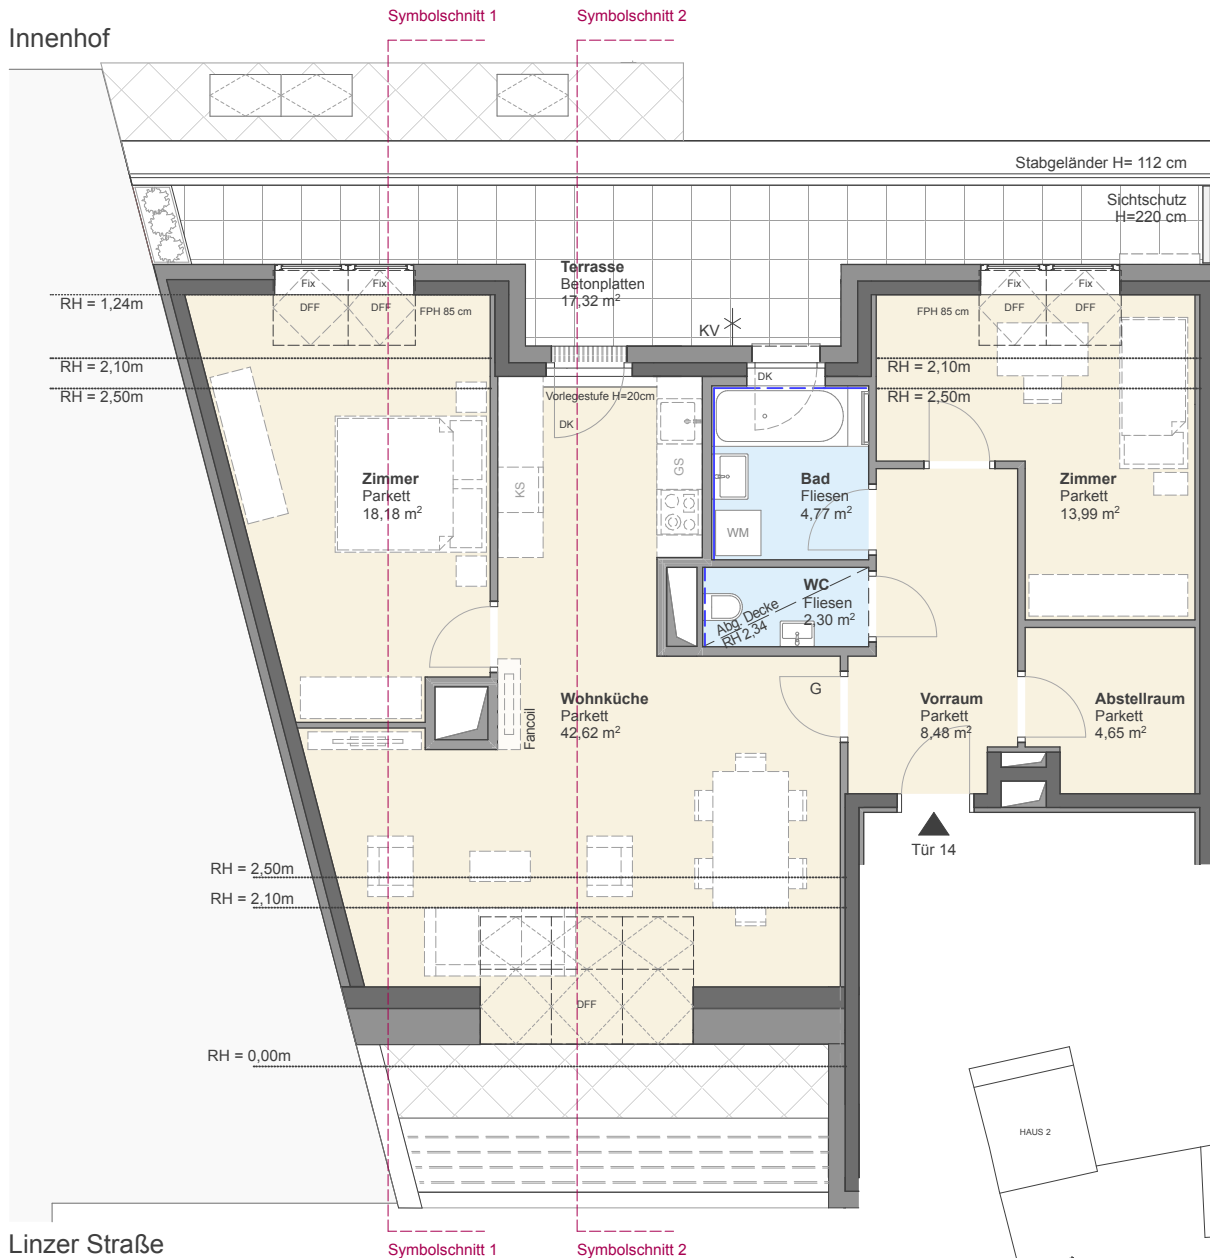 Symbolschnitt 1
Symbolschnitt 2
Innenhof
Stabgeländer H= 112 cm
Sichtschutz
H=220 cm
Terrasse
Betonplatten
17,32 m²
Fix
Fix
DFF
DFF
FPH 85 cm
Fix
Fix
DFF
DFF
FPH 85 cm
RH = 1,24m
KV
RH = 2,10m
RH = 2,10m
DK
RH = 2,50m
Vorlegestufe H=20cm
RH = 2,50m
DK
Zimmer
Parkett
18,18 m²
KS
GS
Bad
Fliesen
4,77 m²
WM
Zimmer
Parkett
13,99 m²
WC
Fliesen
2,30 m²
Abg. Decke
RH 2,34
Wohnküche
Parkett
42,62 m²
Fancoil
G
Vorraum
Parkett
8,48 m²
Abstellraum
Parkett
4,65 m²
Tür 14
RH = 2,50m
RH = 2,10m
DFF
RH = 0,00m
HAUS 2
Linzer Straße
Symbolschnitt 1
Symbolschnitt 2